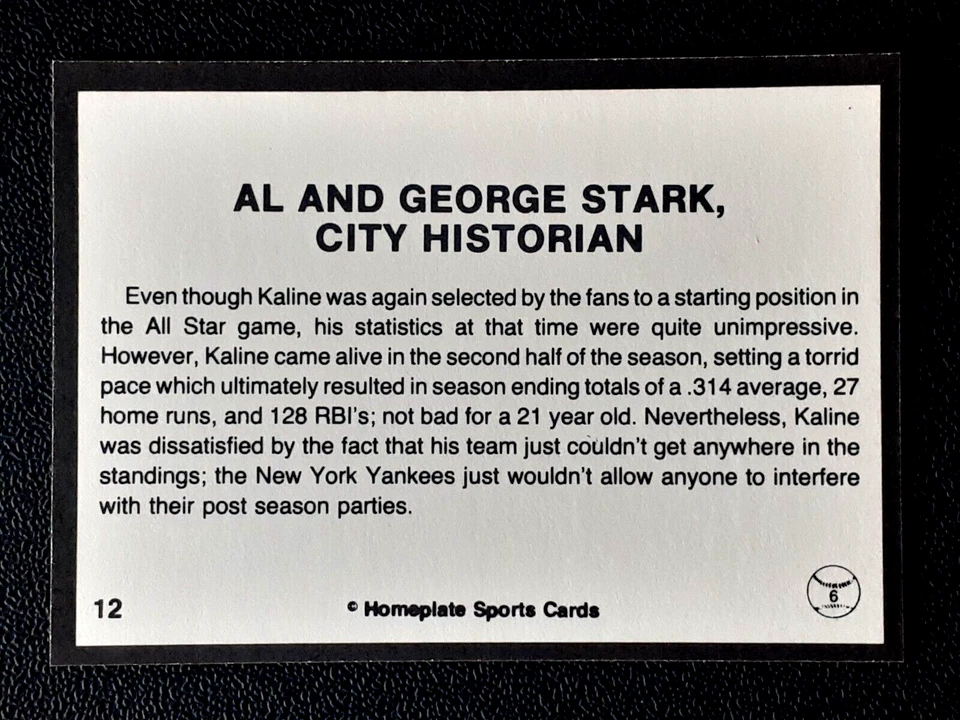 AL AND GEORGE STARK,
CITY HISTORIAN
Even though Kaline was again selected by the fans to a starting position in
the All Star game, his statistics at that time were quite unimpressive.
However, Kaline came alive in the second half of the season, setting a torrid
pace which ultimately resulted in season ending totals of a .314 average, 27
home runs, and 128 RBI's; not bad for a 21 year old. Nevertheless, Kaline
was dissatisfied by the fact that his team just couldn't get anywhere in the
standings; the New York Yankees just wouldn't allow anyone to interfere
with their post season parties.
6
12
© Homeplate Sports Cards